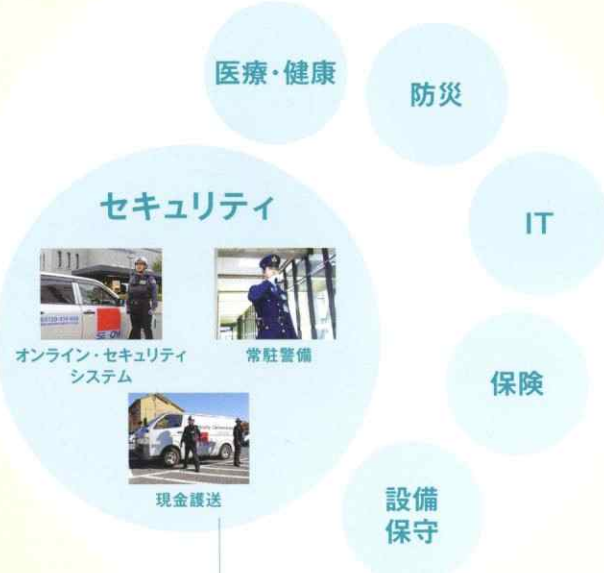 医療・健康
防災
セキュリティ
IT
オンライン・セキュリティ
システム
常駐警備
保険
現金護送
設備
保守